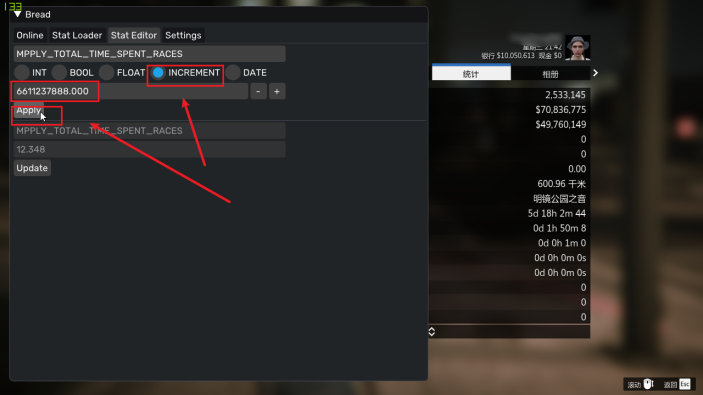 133
Bread
Online Stat Loader Stat Editor Settings
MPPLY_TOTAL_TIME_SPENT_RACES
INT BOOL FLOAT INCREMENT DATE
6611237888.000 - +
Apply
MPPLY_TOTAL_TIME_SPENT_RACES
12.348
Update
星期三 21:42
银行 $10,050,613 现金 $0
统计 相册
2,533,145
$70,836,775
$49,760,149
0
0
0.00
600.96 千米
明镜公园之音
5d 18h 2m 44
0d 1h 50m 8
0d 0h 1m 0
0d 0h 0m 0s
0d 0h 0m 0s
0
0
0
滚动 返回 Esc